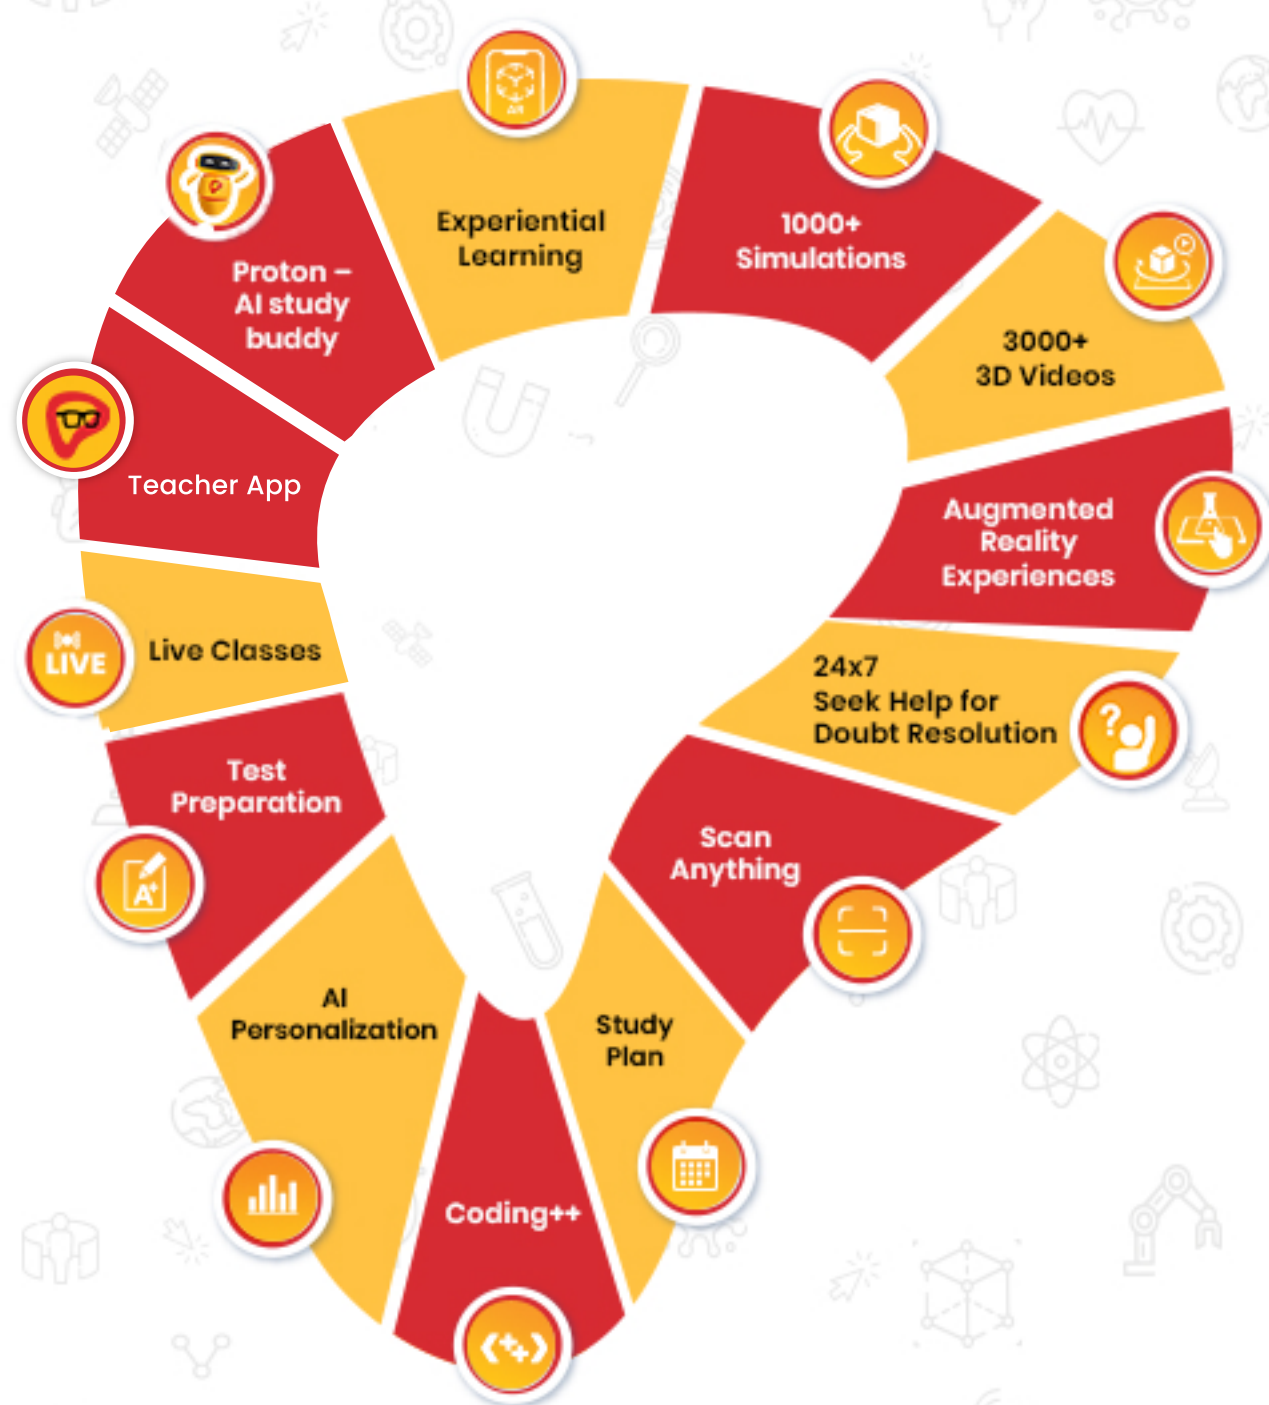 Experiential
Learning
1000+
Simulations
3000+
3D Videos
Augmented
Reality
Experiences
24x7
Seek Help for
Doubt Resolution
Scan
Anything
Study
Plan
Coding++
AI
Personalization
A+
Test
Preparation
LIVE
Live Classes
Teacher App
Proton –
AI study
buddy
AR